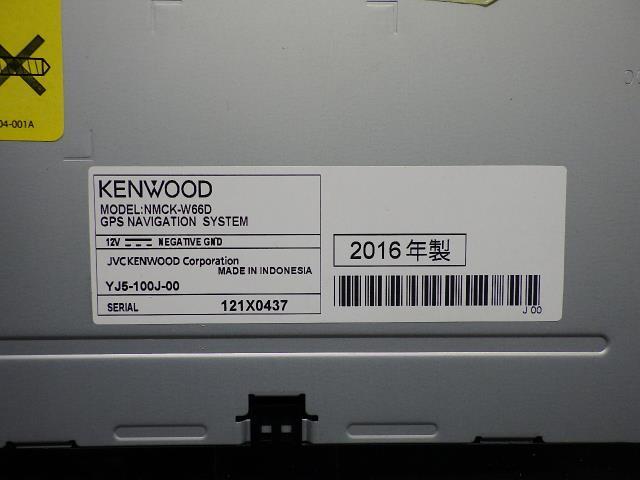 04-001A
KENWOOD
MODEL:NMCK-W66D
GPS NAVIGATION SYSTEM
12V NEGATIVE GND
JVCKENWOOD Corporation
MADE IN INDONESIA
YJ5-100J-00
SERIAL 121X0437
2016年製
J 00